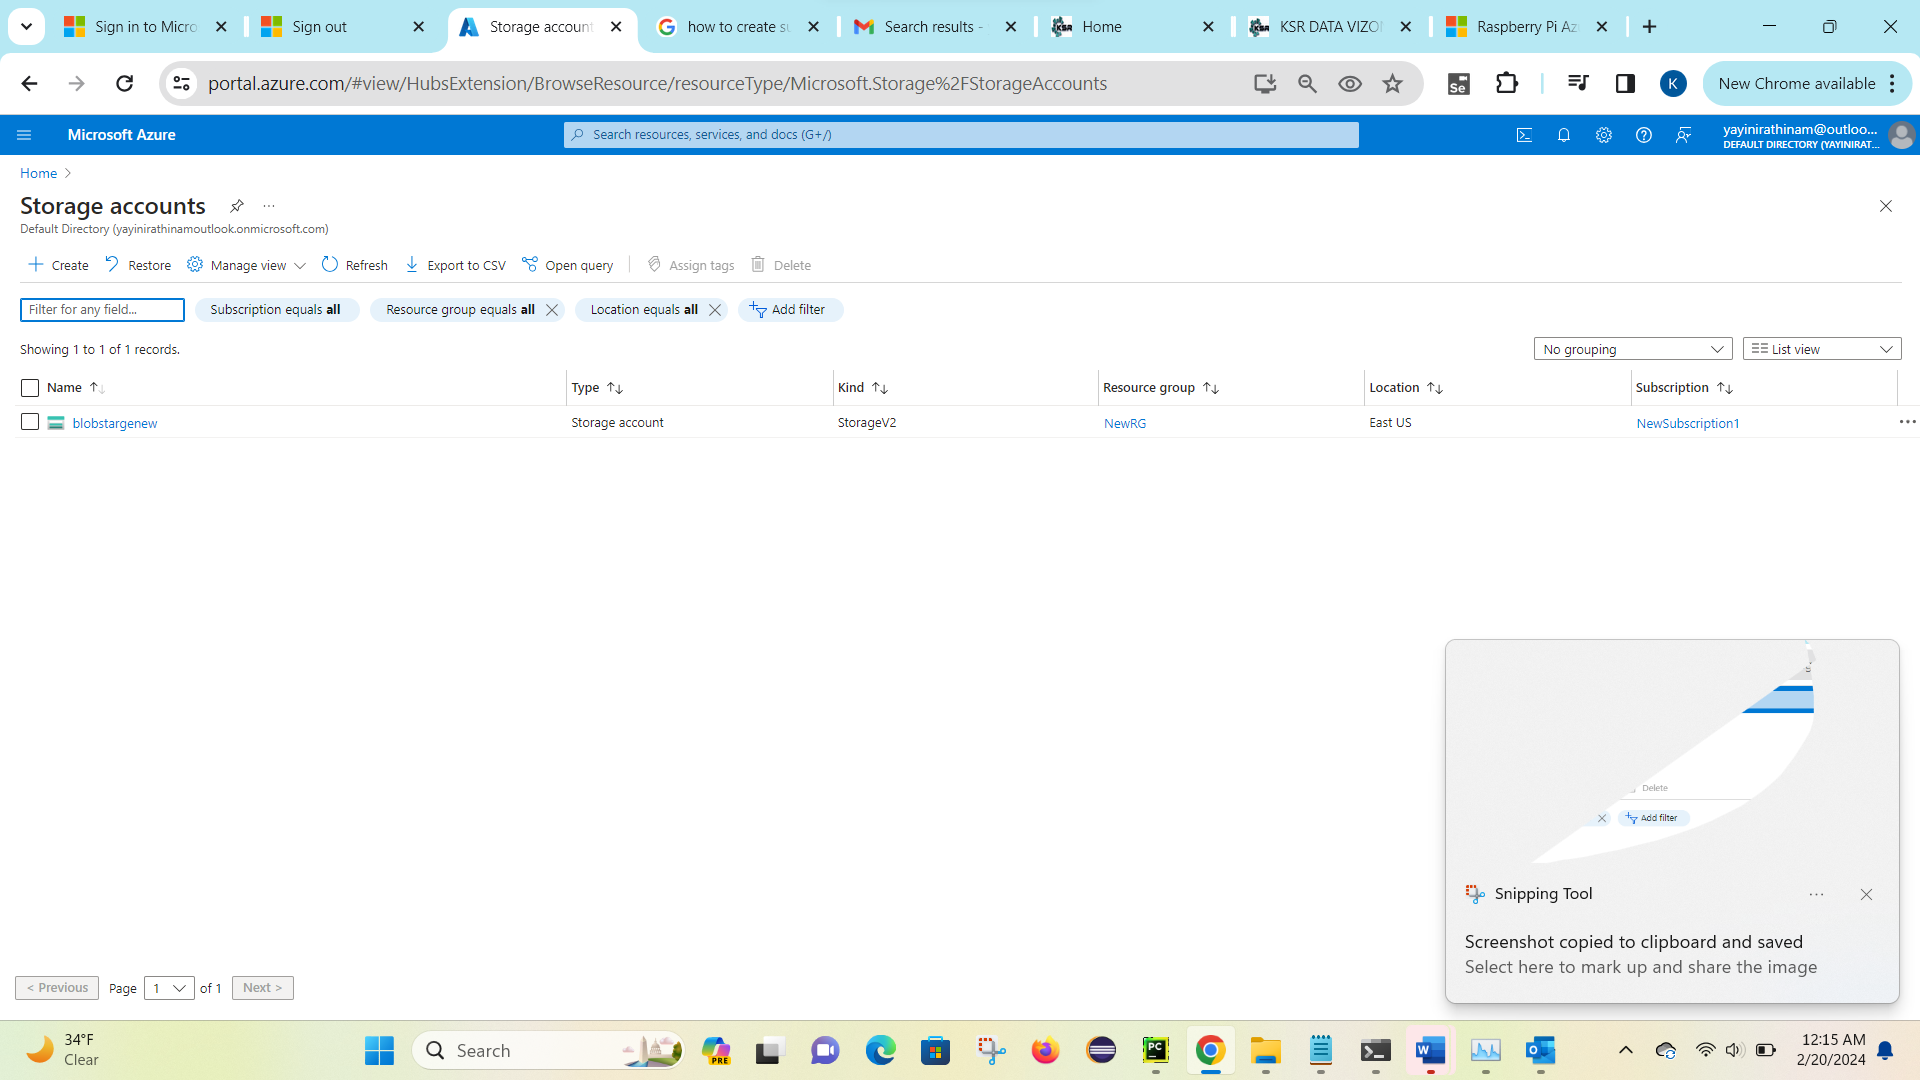 Sign in to Micro
Sign out
Storage account
how to create su
Search results -
Home
KSR DATA VIZO
Raspberry Pi Az
portal.azure.com/#view/HubsExtension/BrowseResource/resourceType/Microsoft.Storage%2FStorageAccounts
Se
K
New Chrome available
Microsoft Azure
Search resources, services, and docs (G+/)
yayinirathinam@outloo...
DEFAULT DIRECTORY (YAYINIRAT...
Home
Storage accounts
Default Directory (yayinirathinamoutlook.onmicrosoft.com)
Create
Restore
Manage view
Refresh
Export to CSV
Open query
Assign tags
Delete
Filter for any field...
Subscription equals all
Resource group equals all
Location equals all
Add filter
Showing 1 to 1 of 1 records.
No grouping
List view
Name
Type
Kind
Resource group
Location
Subscription
blobstargenew
Storage account
StorageV2
NewRG
East US
NewSubscription1
Delete
Add filter
Snipping Tool
Screenshot copied to clipboard and saved
Select here to mark up and share the image
< Previous
Page
1
of 1
Next >
34°F
Clear
Search
PRE
PC
12:15 AM
2/20/2024